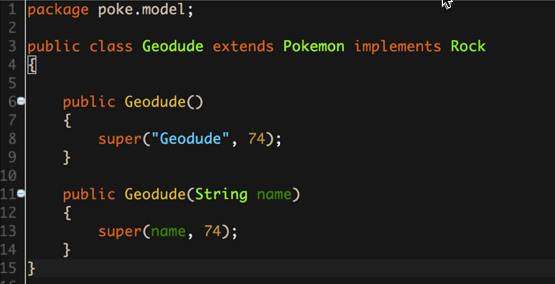 1 package poke.model;
2
3 public class Geodude extends Pokemon implements Rock
4 {
5
6 public Geodude()
7 {
8 super("Geodude", 74);
9 }
10
11 public Geodude(String name)
12 {
13 super(name, 74);
14 }
15 }